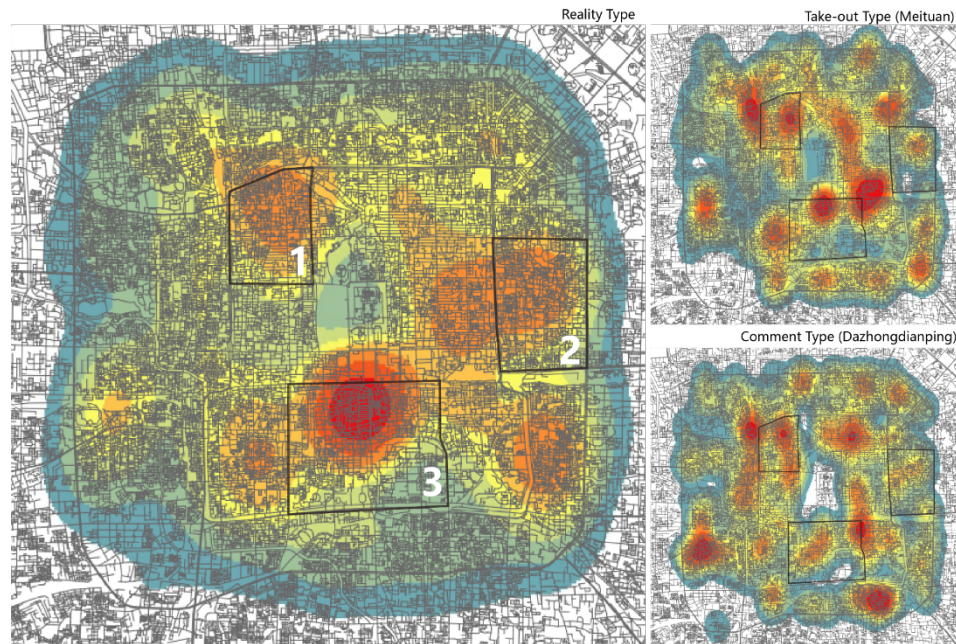 Reality Type
Take-out Type (Meituan)
1
2
3
Comment Type (Dazhongdianping)